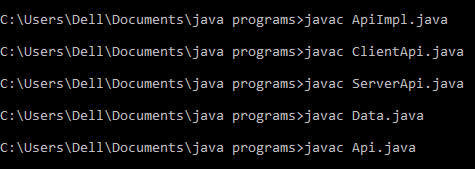 C:\Users\Dell\Documents\java programs>javac ApiImpl.java
C:\Users\Dell\Documents\java programs>javac ClientApi.java
C:\Users\Dell\Documents\java programs>javac ServerApi.java
C:\Users\Dell\Documents\java programs>javac Data.java
C:\Users\Dell\Documents\java programs>javac Api.java